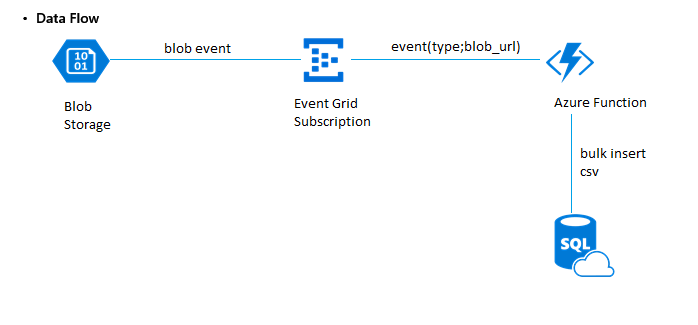 • Data Flow
blob event
event(type;blob_url)
10
01
Blob
Storage
Event Grid
Subscription
Azure Function
bulk insert
csv
SQL